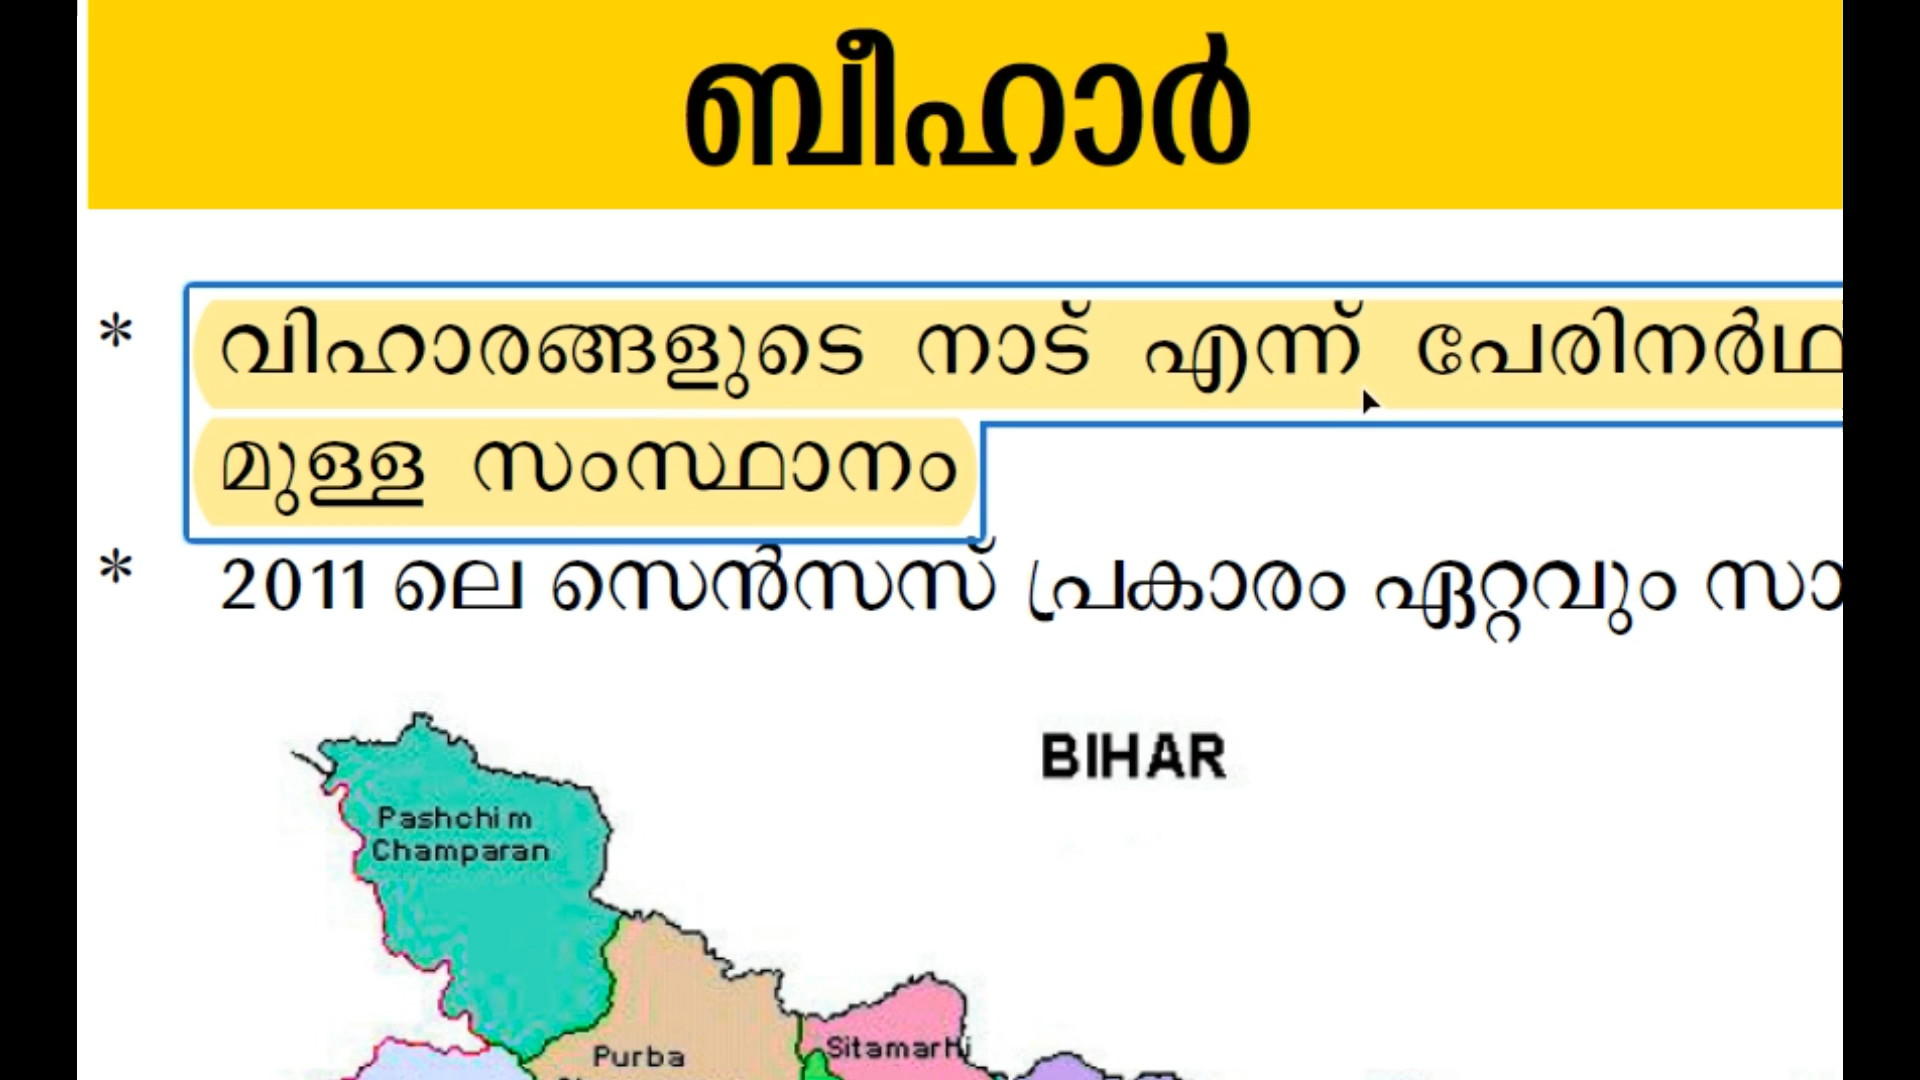 ബീഹാർ
* വിഹാരങ്ങളുടെ നാട് എന്ന് പേരിനർഥ
മുള്ള സംസ്ഥാനം
* 2011 ലെ സെൻസസ് പ്രകാരം ഏറ്റവും സാ
BIHAR
Pashchim
Champaran
Purba
Sitamarhi